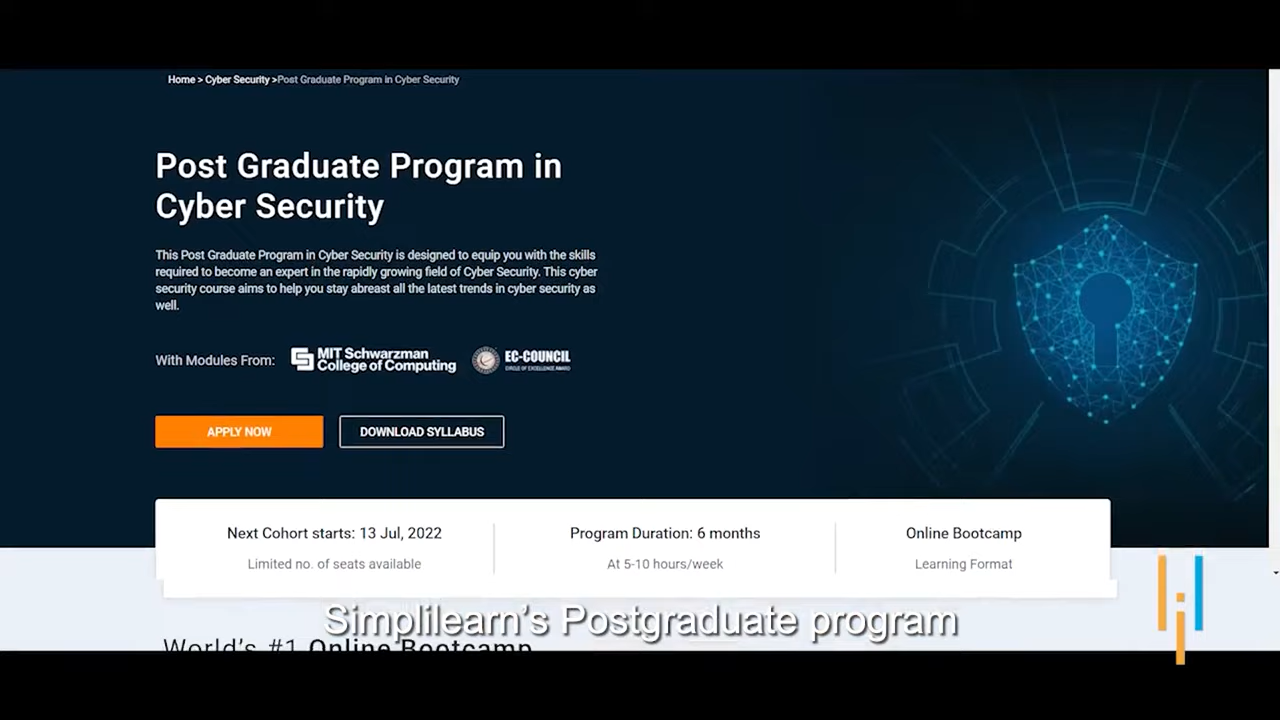 Home > Cyber Security >Post Graduate Program in Cyber Security
Post Graduate Program in
Cyber Security
This Post Graduate Program in Cyber Security is designed to equip you with the skills
required to become an expert in the rapidly growing field of Cyber Security. This cyber
security course aims to help you stay abreast all the latest trends in cyber security as
well.
With Modules From:
MIT Schwarzman
College of Computing
EC-COUNCIL
CIRCLE OF EXCELLENCE AWARD
APPLY NOW
DOWNLOAD SYLLABUS
Next Cohort starts: 13 Jul, 2022
Limited no. of seats available
Program Duration: 6 months
At 5-10 hours/week
Online Bootcamp
Learning Format
Simplilearn's Postgraduate program
World's #1 Online Bootcamp